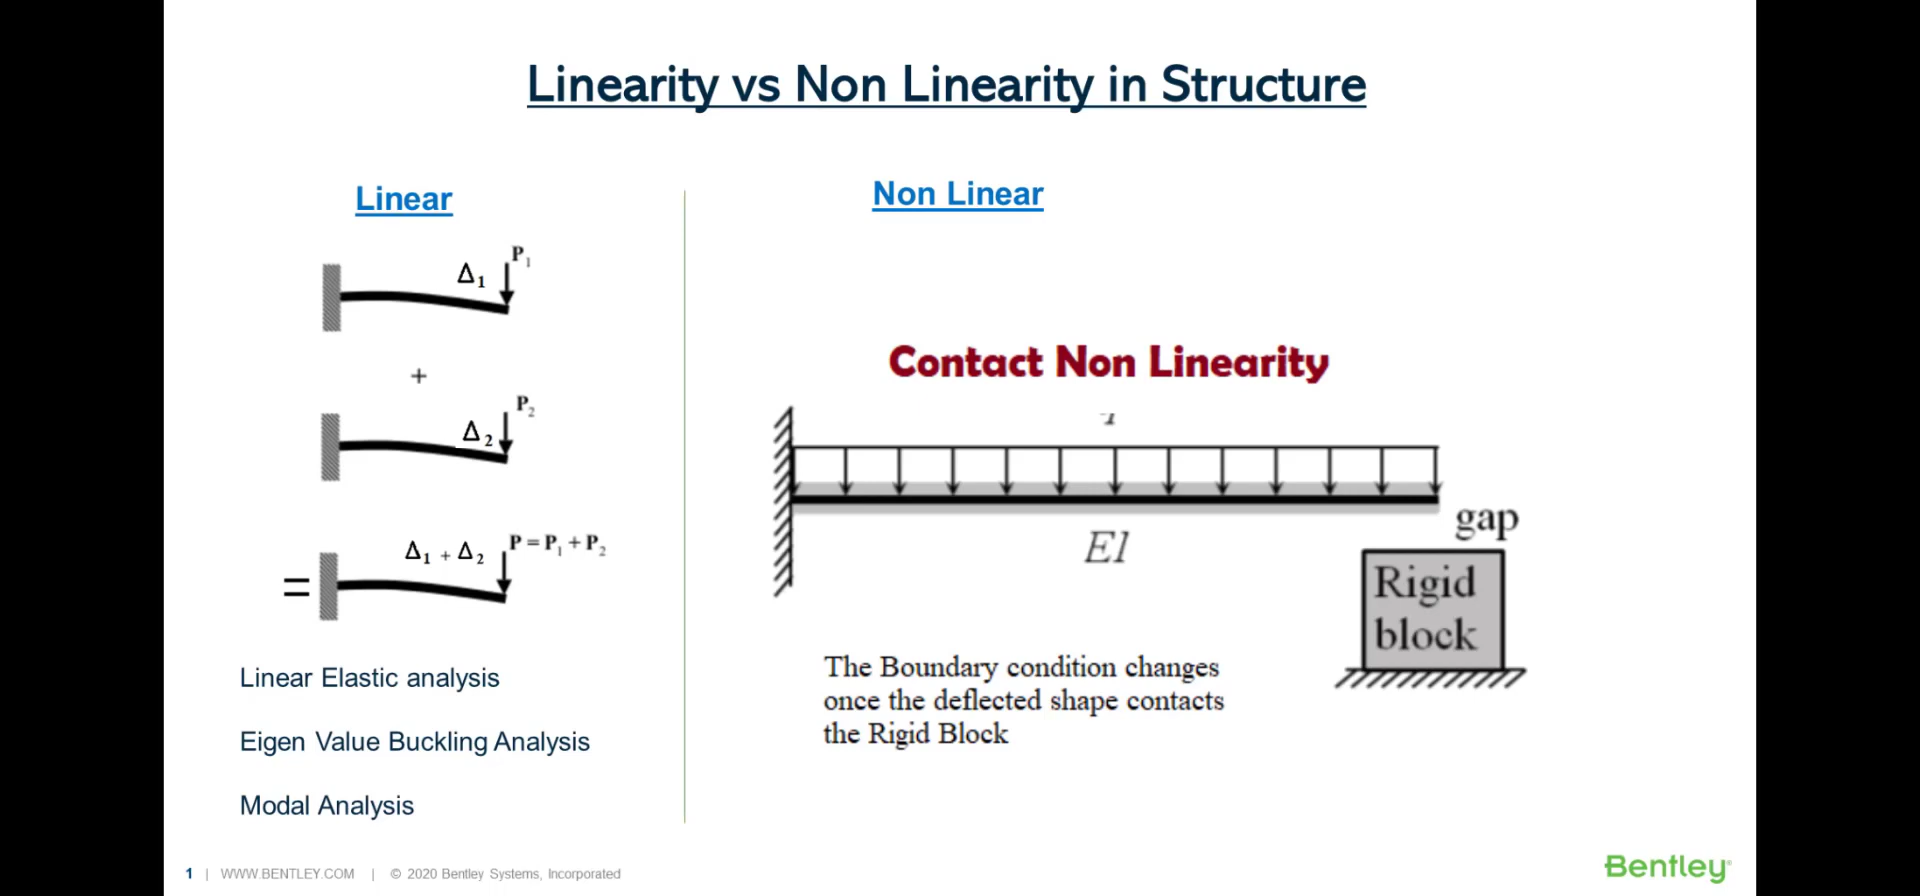 Linearity vs Non Linearity in Structure
Linear
Δ1
P1
+
Δ2
P2
=
Δ1 + Δ2
P = P1 + P2
Linear Elastic analysis
Eigen Value Buckling Analysis
Modal Analysis
Non Linear
Contact Non Linearity
EI
gap
Rigid
block
The Boundary condition changes
once the deflected shape contacts
the Rigid Block
1 | WWW.BENTLEY.COM | © 2020 Bentley Systems, Incorporated
Bentley®